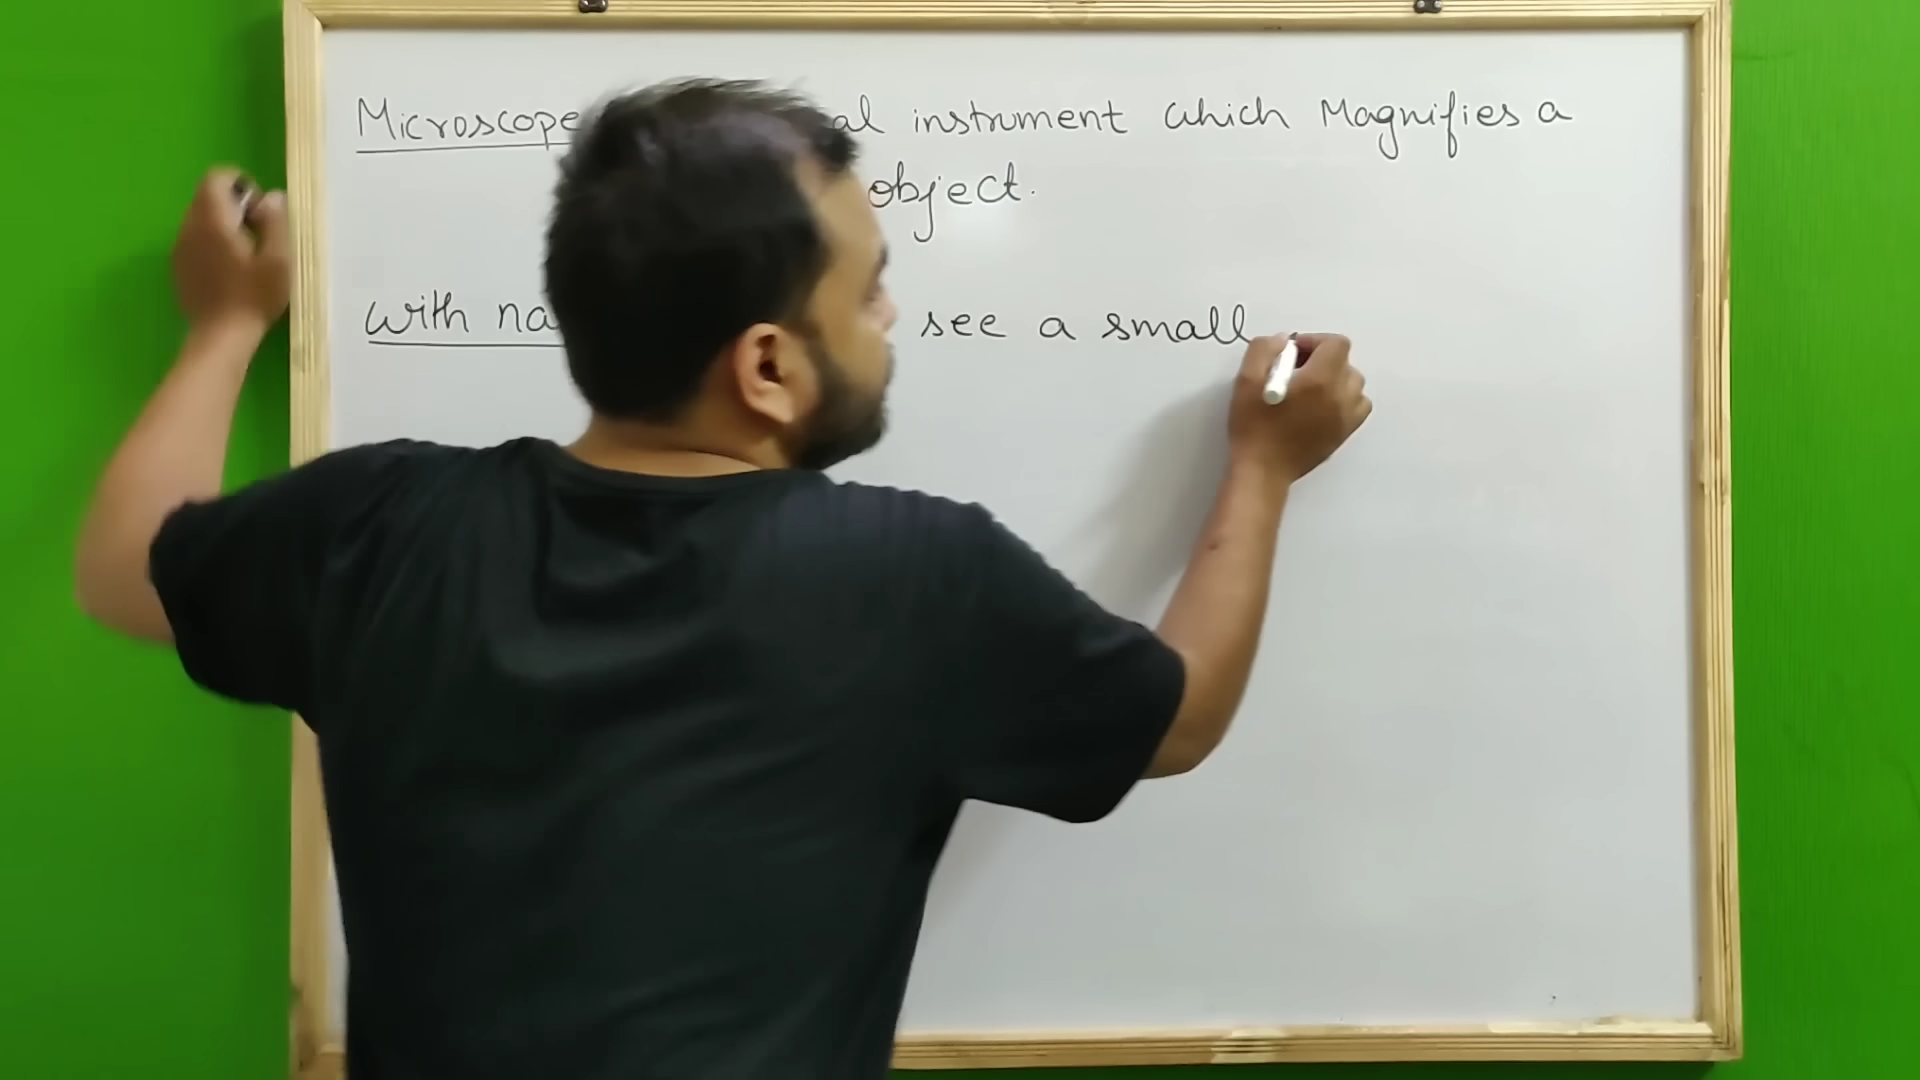 Microscope al instrument which Magnifies a
object.
with na see a small